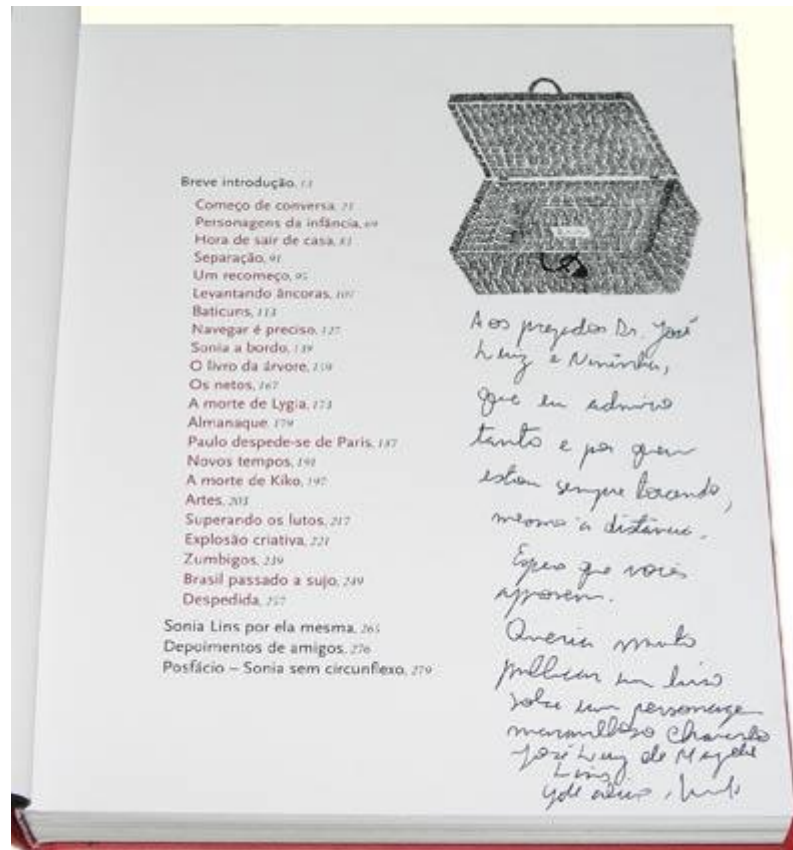 Breve introdução, 13
Começo de conversa, 21
Personagens da infância, 69
Hora de sair de casa, 83
Separação, 91
Um recomeço, 95
Levantando âncoras, 107
Baticuns, 113
Navegar é preciso, 127
Sonia a bordo, 139
O livro da árvore, 159
Os netos, 167
A morte de Lygia, 173
Almanaque, 179
Paulo despede-se de Paris, 187
Novos tempos, 191
A morte de Kiko, 197
Artes, 203
Superando os lutos, 217
Explosão criativa, 221
Zumbigos, 239
Brasil passado a sujo, 249
Despedida, 257
Sonia Lins por ela mesma, 265
Depoimentos de amigos, 276
Posfácio – Sonia sem circunflexo, 279
Aos prezados Dr. José
Luiz e Nininha,
que eu admiro
tanto e por quem
estou sempre torcendo,
mesmo à distância.
Espero que vocês
aprovem.
Queria muito
publicar um livro
sobre um personagem
maravilhoso chamado
José Luiz de Magalhães
Lins